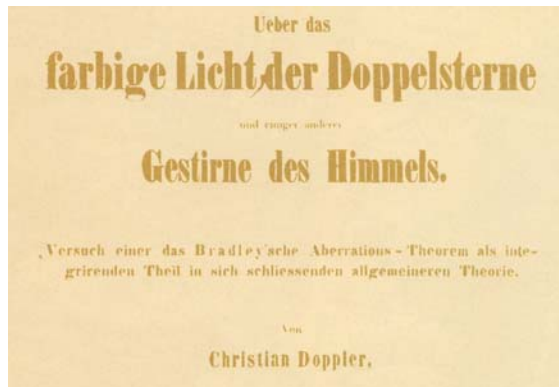 Ueber das
farbige Licht der Doppelsterne
und einiger anderer
Gestirne des Himmels.
Versuch einer das Bradley'sche Aberrations-Theorem als inte-
grirenden Theil in sich schliessenden allgemeineren Theorie.
Von
Christian Doppler,